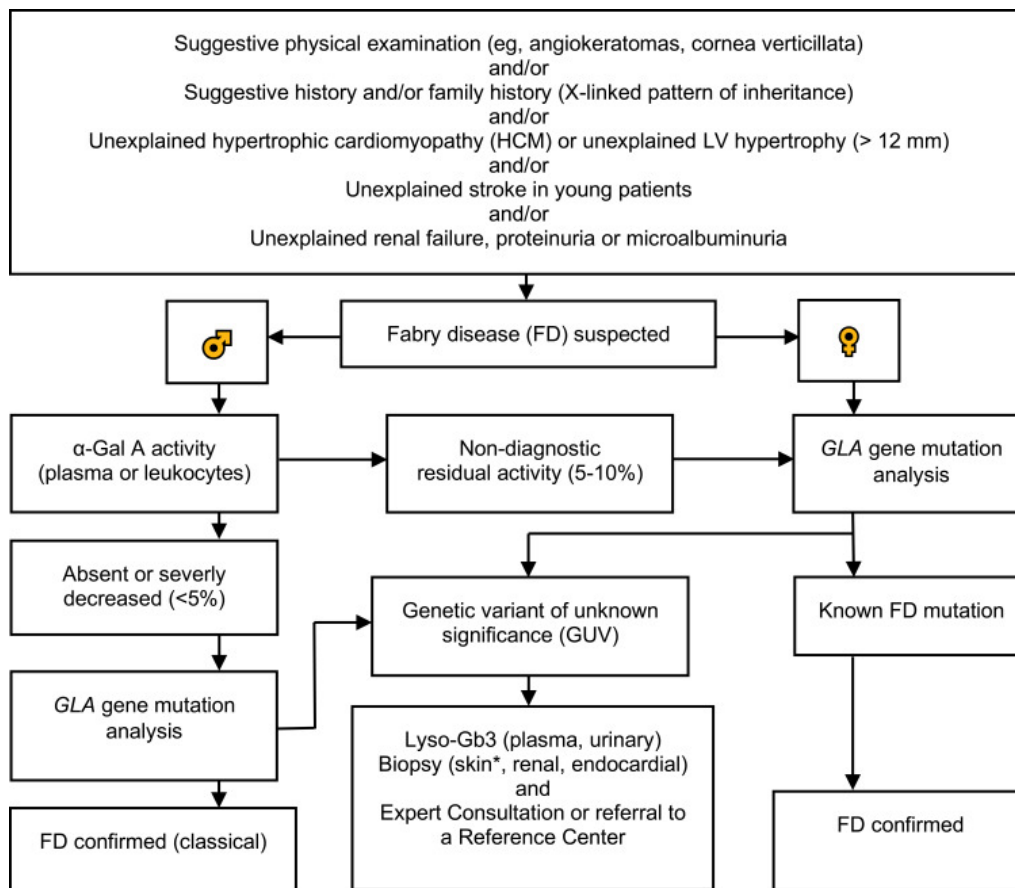 Suggestive physical examination (eg, angiokeratomas, cornea verticillata)
and/or
Suggestive history and/or family history (X-linked pattern of inheritance)
and/or
Unexplained hypertrophic cardiomyopathy (HCM) or unexplained LV hypertrophy (> 12 mm)
and/or
Unexplained stroke in young patients
and/or
Unexplained renal failure, proteinuria or microalbuminuria
Fabry disease (FD) suspected
α-Gal A activity
(plasma or leukocytes)
Non-diagnostic
residual activity (5-10%)
GLA gene mutation
analysis
Absent or severly
decreased (<5%)
Genetic variant of unknown
significance (GUV)
Known FD mutation
GLA gene mutation
analysis
Lyso-Gb3 (plasma, urinary)
Biopsy (skin*, renal, endocardial)
and
Expert Consultation or referral to
a Reference Center
FD confirmed (classical)
FD confirmed